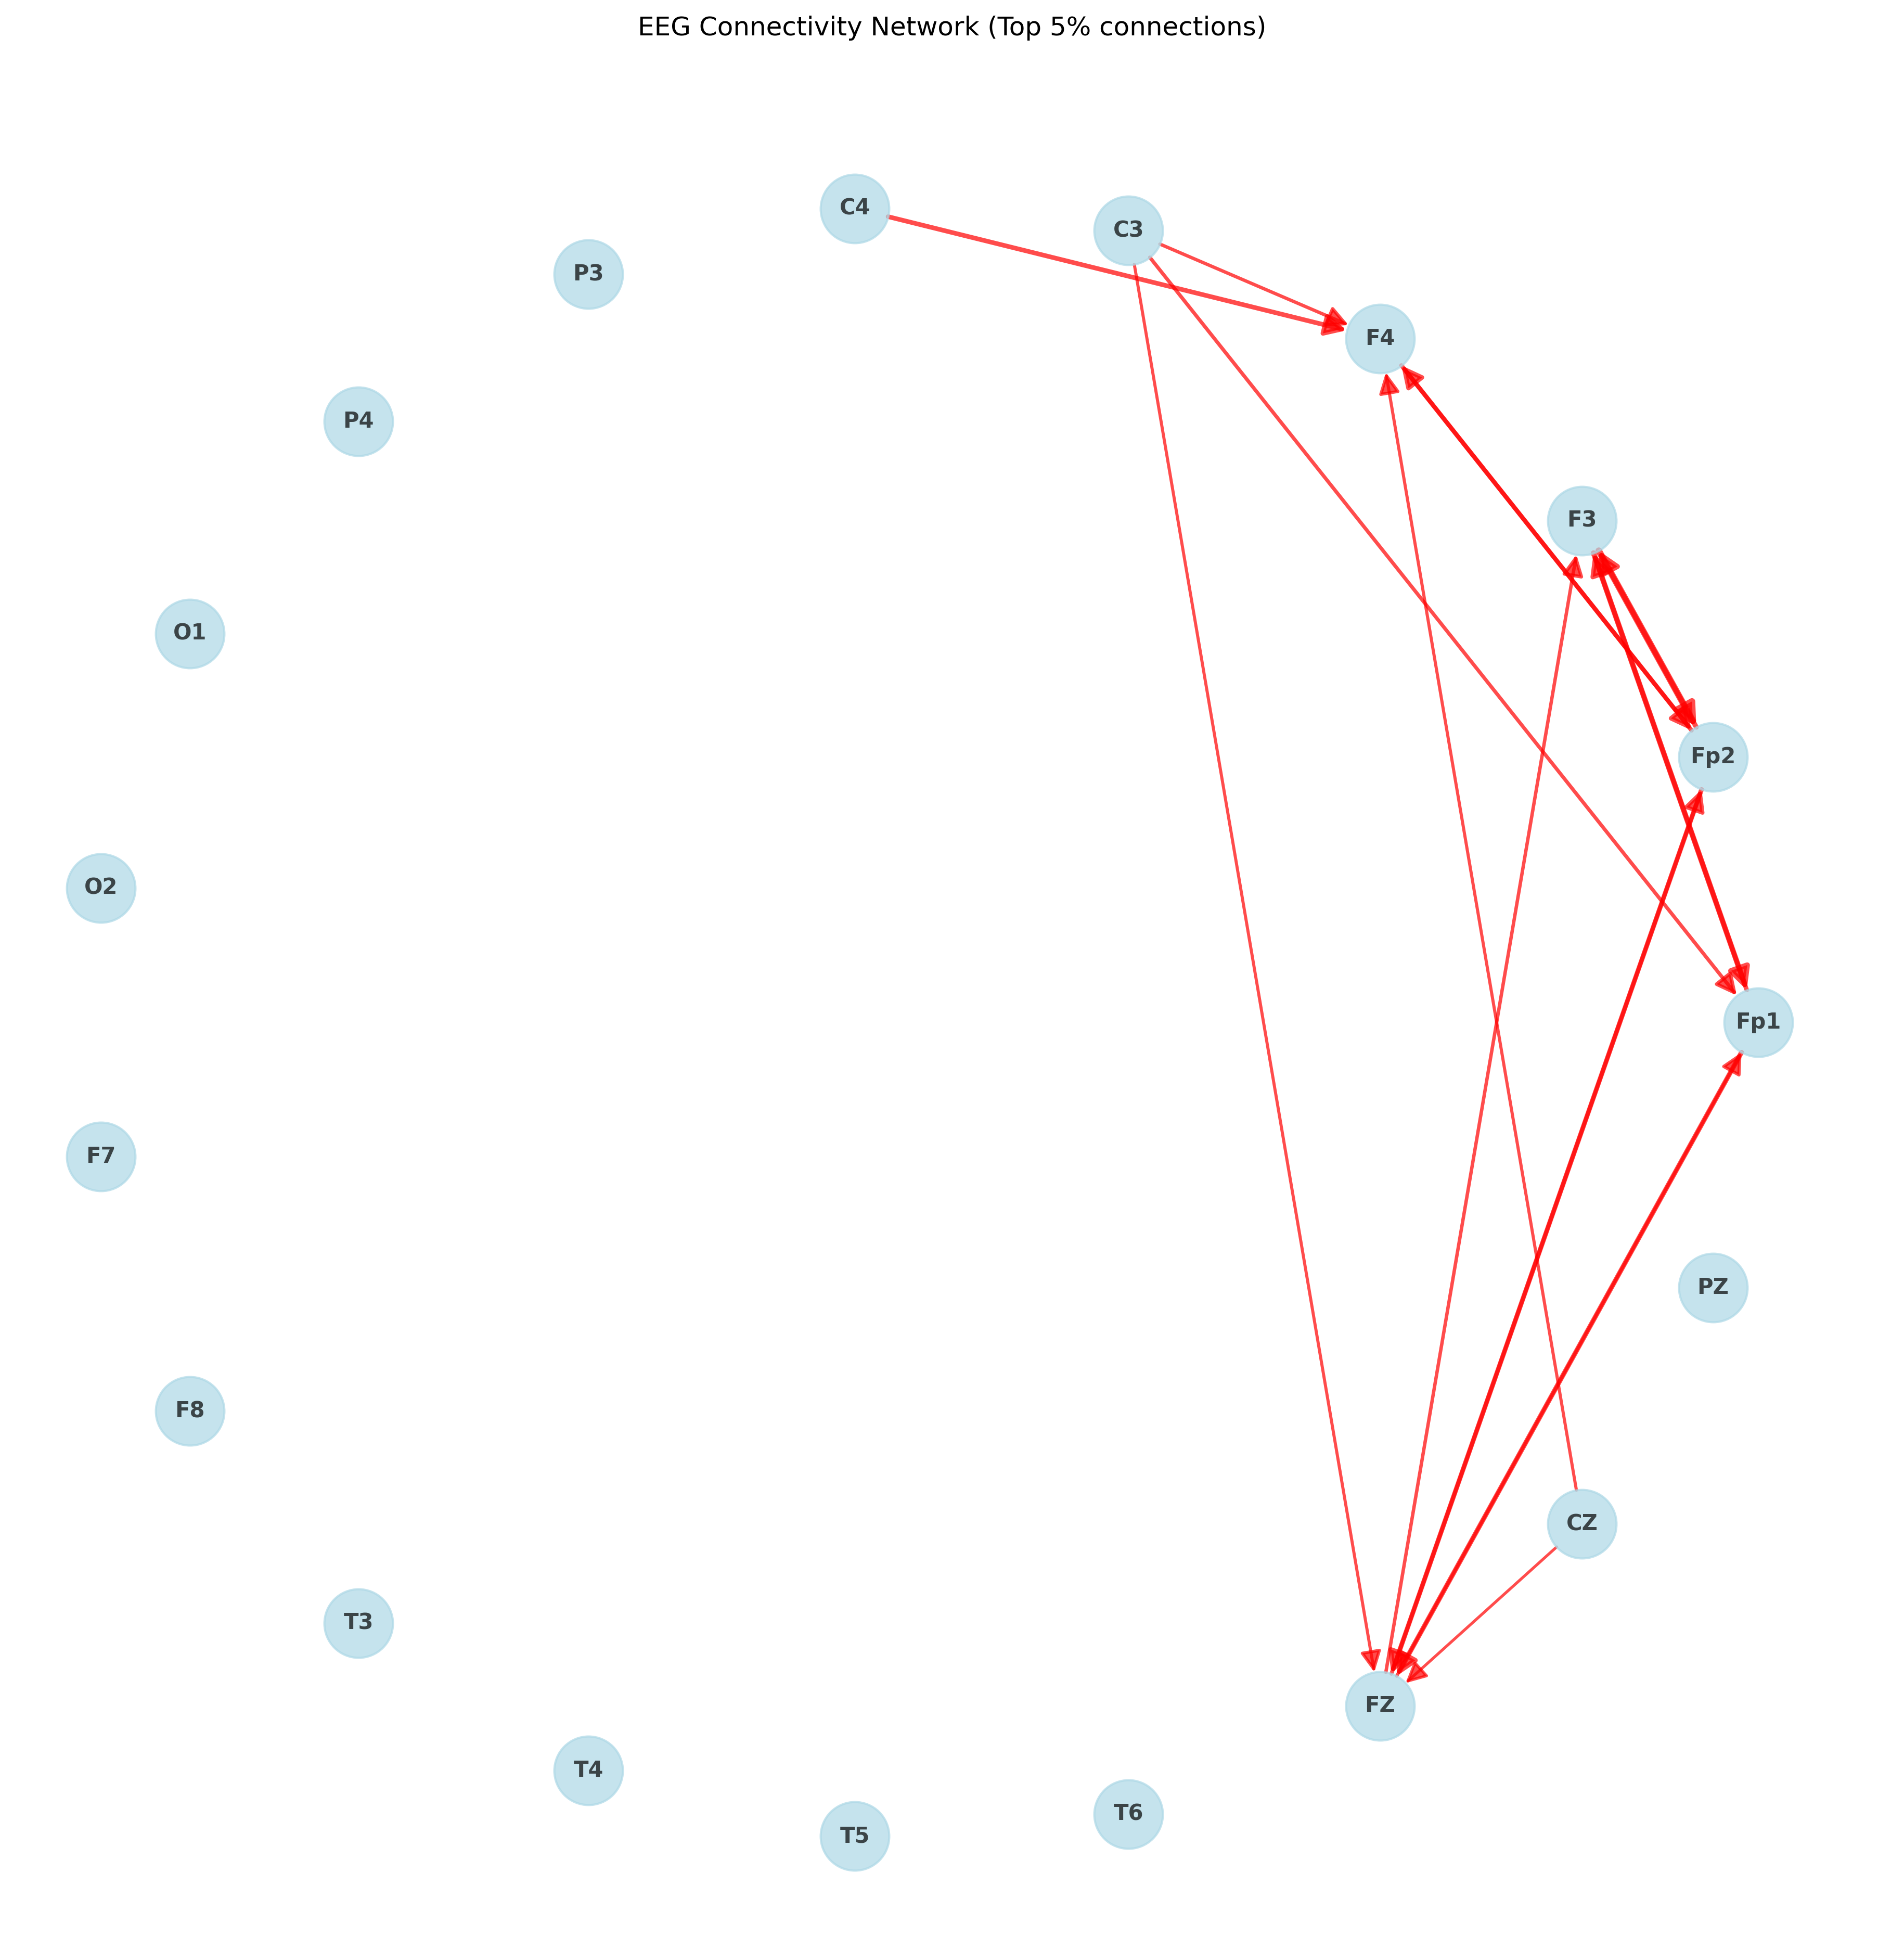 EEG Connectivity Network (Top 5% connections)
C4
C3
P3
F4
P4
F3
O1
Fp2
O2
Fp1
F7
PZ
F8
CZ
T3
FZ
T4
T6
T5